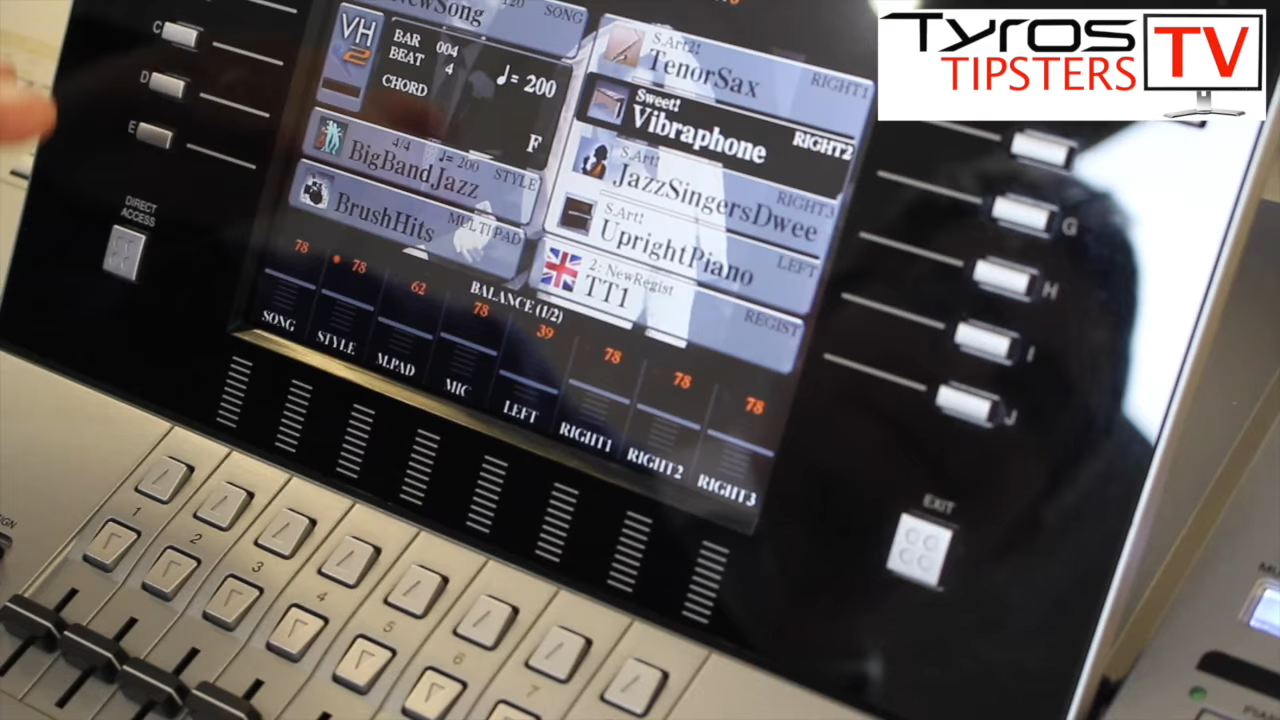 Tyros
TIPSTERS
TV
NewSong
120
SONG
VH
2
BAR 004
BEAT 4
♩= 200
CHORD
F
4/4 ♩= 200
BigBandJazz
STYLE
BrushHits
MULTI PAD
S.Art2!
TenorSax
RIGHT1
Sweet!
Vibraphone
RIGHT2
S.Art!
JazzSingersDwee
RIGHT3
S.Art!
UprightPiano
LEFT
2: NewRegist
TT1
REGIST
BALANCE (1/2)
78 78 62 78 39 78 78 78
SONG STYLE M.PAD MIC LEFT RIGHT1 RIGHT2 RIGHT3
C
D
E
DIRECT
ACCESS
G
H
I
J
EXIT
1
2
3
4
5
6
7